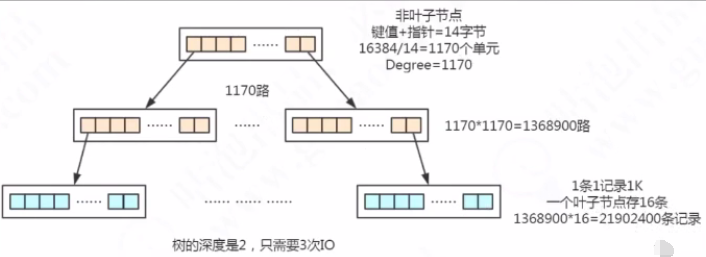 非叶子节点
键值+指针=14字节
16384/14=1170个单元
Degree=1170
1170路
1170*1170=1368900路
1条1记录1K
一个叶子节点存16条
1368900*16=21902400条记录
树的深度是2，只需要3次IO